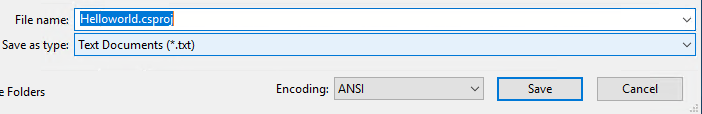 File name: Helloworld.csproj
Save as type: Text Documents (*.txt)
e Folders Encoding: ANSI Save Cancel